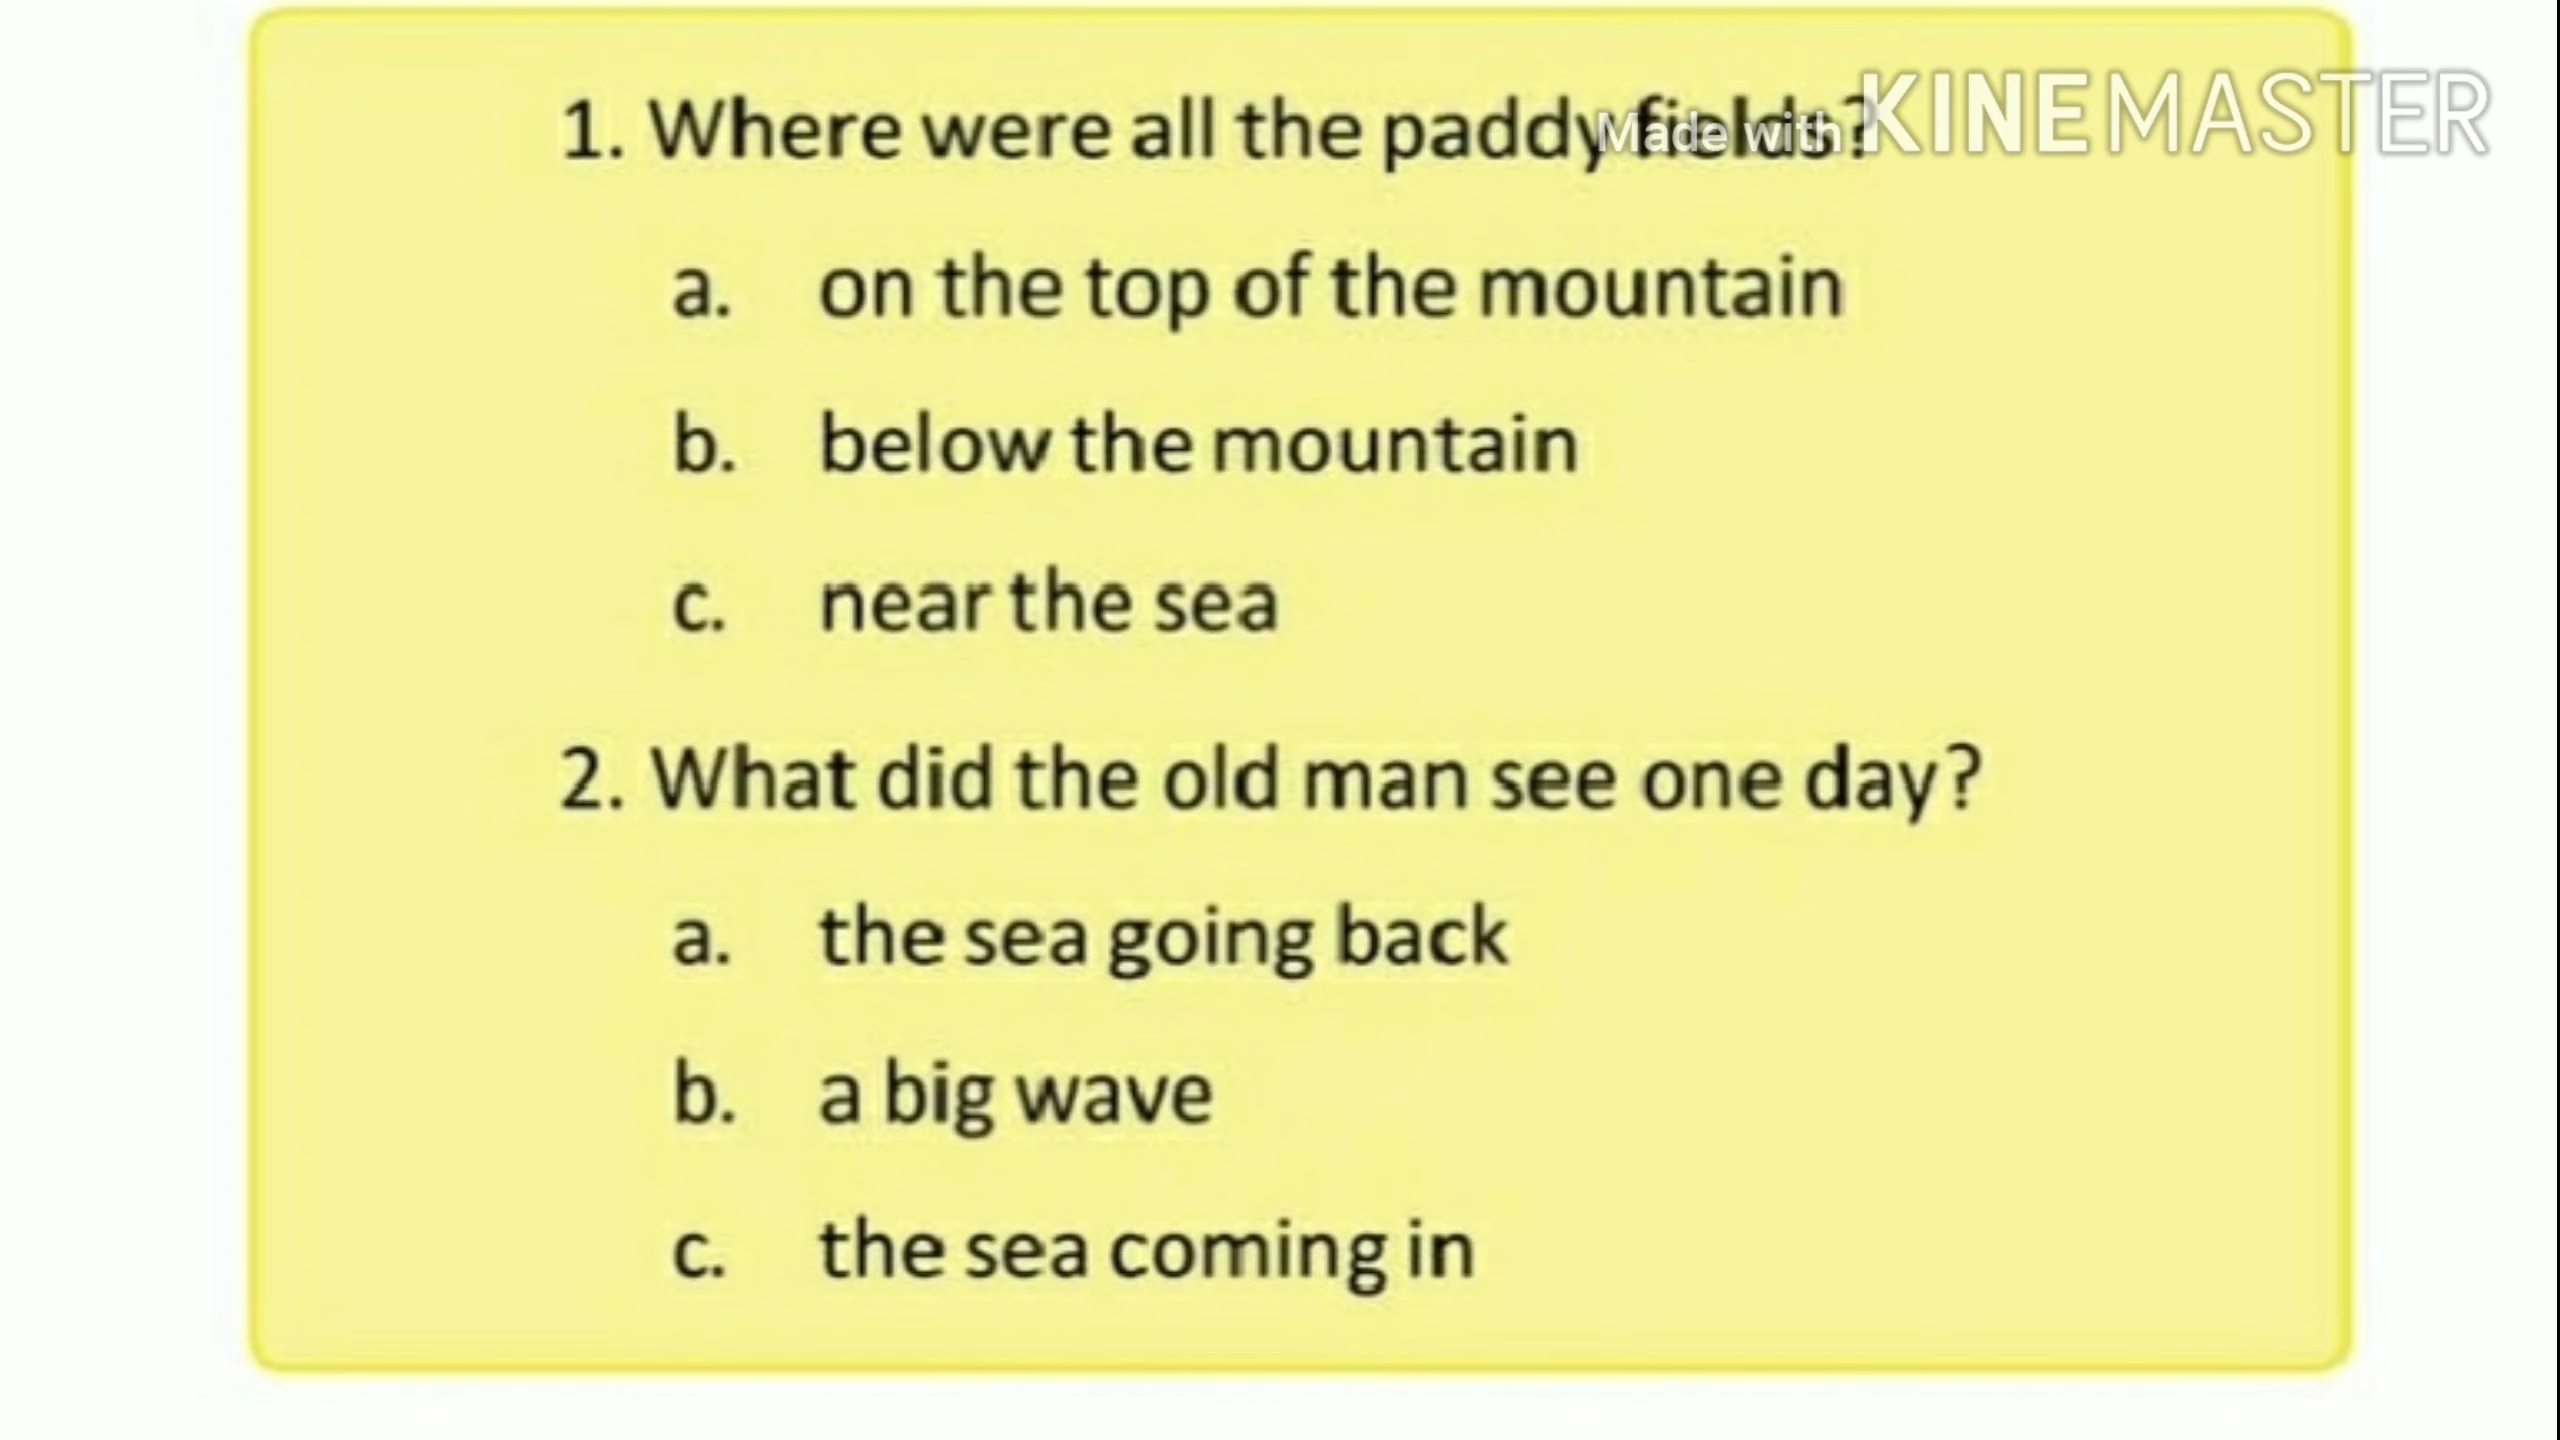 1. Where were all the paddy fields?
Made with KINEMASTER
a. on the top of the mountain
b. below the mountain
c. near the sea
2. What did the old man see one day?
a. the sea going back
b. a big wave
c. the sea coming in